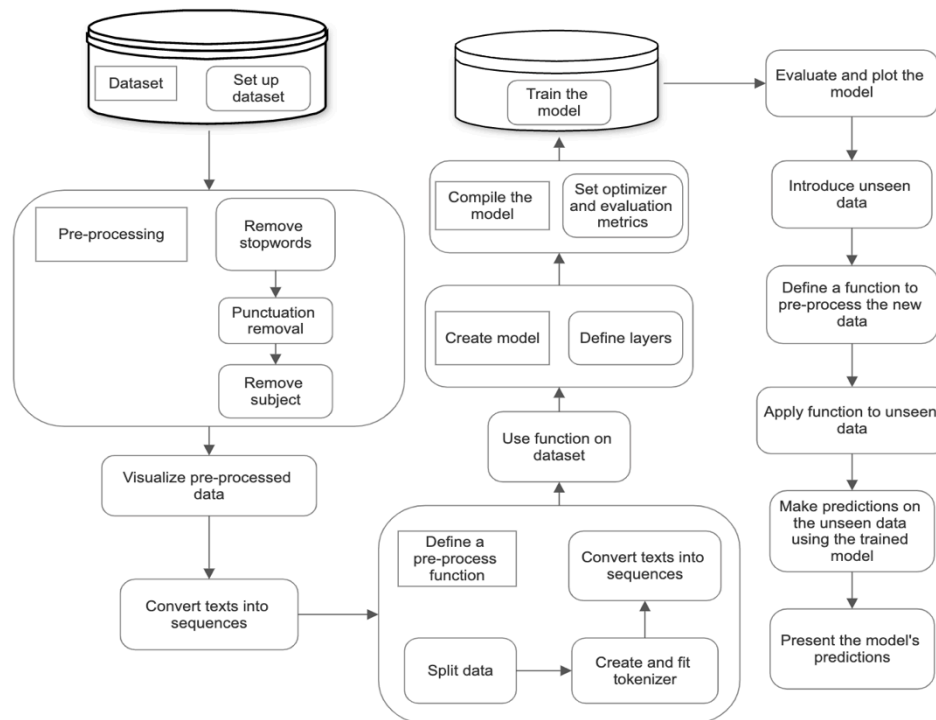 Dataset
Set up
dataset
Pre-processing
Remove
stopwords
Punctuation
removal
Remove
subject
Visualize pre-processed
data
Convert texts into
sequences
Define a
pre-process
function
Split data
Create and fit
tokenizer
Convert texts into
sequences
Use function on
dataset
Create model
Define layers
Compile the
model
Set optimizer
and evaluation
metrics
Train the
model
Evaluate and plot the
model
Introduce unseen
data
Define a function to
pre-process the new
data
Apply function to unseen
data
Make predictions on
the unseen data
using the trained
model
Present the model's
predictions